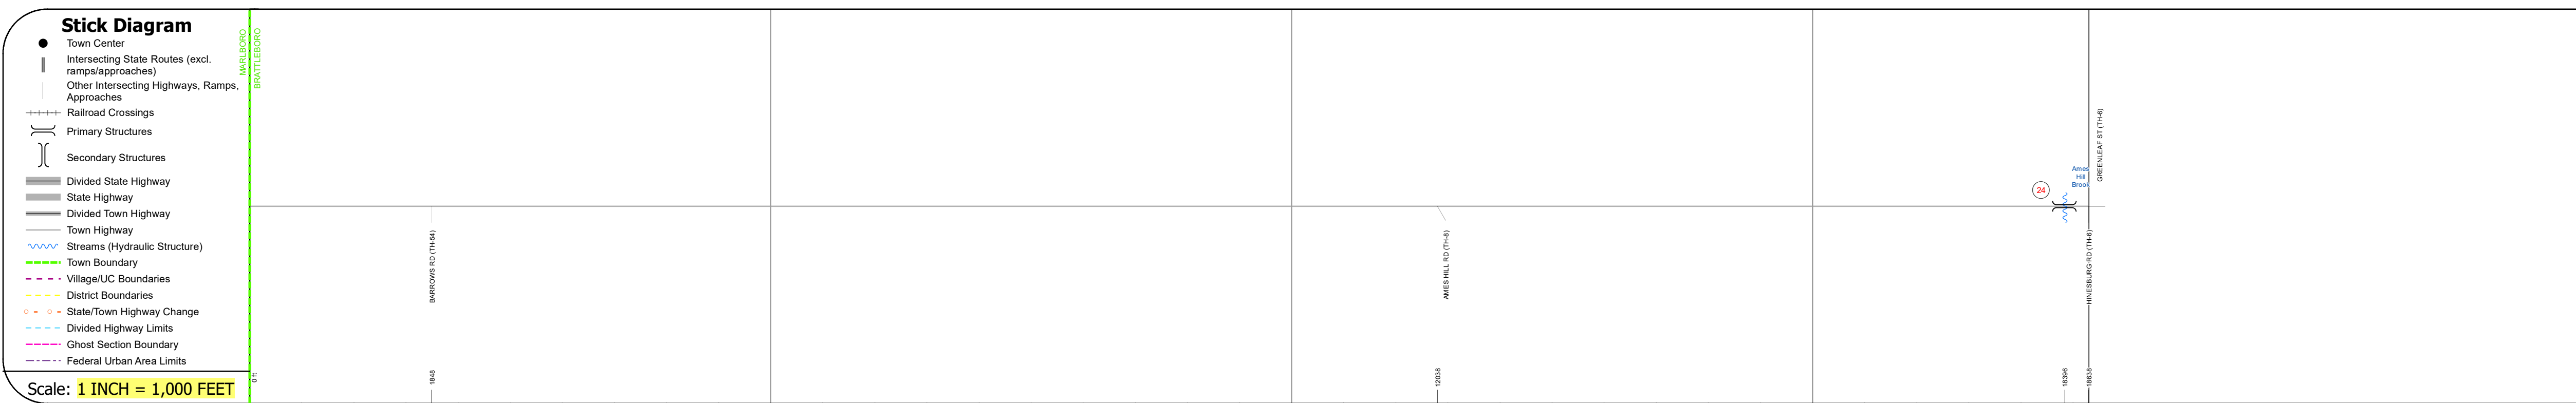 Stick Diagram
Town Center
Intersecting State Routes (excl.
ramps/approaches)
Other Intersecting Highways, Ramps,
Approaches
Railroad Crossings
Primary Structures
Secondary Structures
Divided State Highway
State Highway
Divided Town Highway
Town Highway
Streams (Hydraulic Structure)
Town Boundary
Village/UC Boundaries
District Boundaries
State/Town Highway Change
Divided Highway Limits
Ghost Section Boundary
Federal Urban Area Limits
Scale: 1 INCH = 1,000 FEET
MARLBORO
BRATTLEBORO
0 ft
BARROWS RD (TH-54)
1848
AMES HILL RD (TH-8)
12038
24
Ames
Hill
Brook
18396
GREENLEAF ST (TH-6)
HINESBURG RD (TH-6)
18638